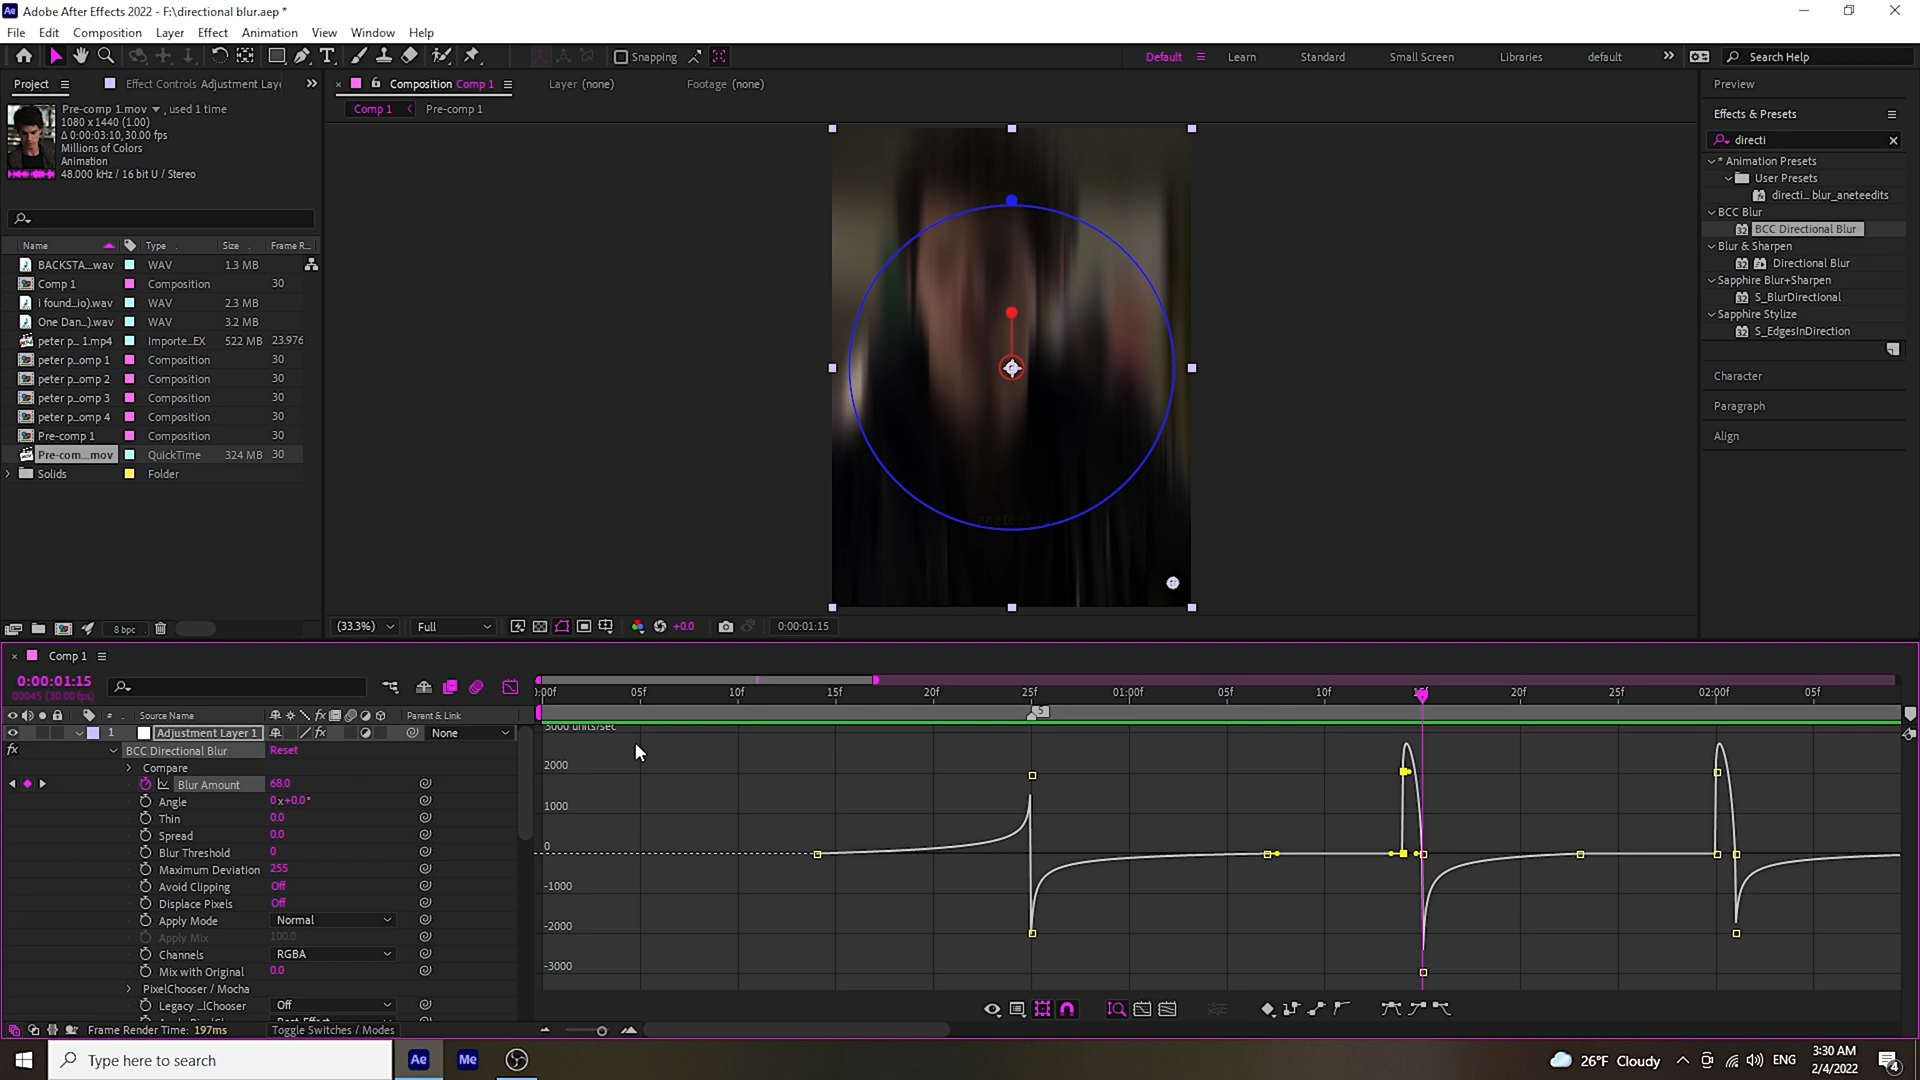 Adobe After Effects 2022 - F:\directional blur.aep *
File Edit Composition Layer Effect Animation View Window Help
Snapping
Default Learn Standard Small Screen Libraries default Search Help
Project Effect Controls Adjustment Laye
Composition Comp 1 Layer (none) Footage (none)
Comp 1 Pre-comp 1
Pre-comp 1.mov , used 1 time
1080 x 1440 (1.00)
Δ 0:00:03:10, 30.00 fps
Millions of Colors
Animation
48.000 kHz / 16 bit U / Stereo
Name Type Size Frame R...
BACKSTA....wav WAV 1.3 MB
Comp 1 Composition 30
i found...io).wav WAV 2.3 MB
One Dan...).wav WAV 3.2 MB
peter p... 1.mp4 Importe...EX 522 MB 23.976
peter p...omp 1 Composition 30
peter p...omp 2 Composition 30
peter p...omp 3 Composition 30
peter p...omp 4 Composition 30
Pre-comp 1 Composition 30
Pre-com...mov QuickTime 324 MB 30
Solids Folder
8 bpc
(33.3%) Full +0.0 0:00:01:15
Preview
Effects & Presets
directi
* Animation Presets
User Presets
directi... blur_aneteedits
BCC Blur
BCC Directional Blur
Blur & Sharpen
Directional Blur
Sapphire Blur+Sharpen
S_BlurDirectional
Sapphire Stylize
S_EdgesInDirection
Character
Paragraph
Align
Comp 1
0:00:01:15
00045 (30.00 fps)
# Source Name Parent & Link
1 Adjustment Layer 1 None
BCC Directional Blur Reset
Compare
Blur Amount 68.0
Angle 0x+0.0°
Thin 0.0
Spread 0.0
Blur Threshold 0
Maximum Deviation 255
Avoid Clipping Off
Displace Pixels Off
Apply Mode Normal
Apply Mix 100.0
Channels RGBA
Mix with Original 0.0
PixelChooser / Mocha
Legacy ...lChooser Off
Frame Render Time: 197ms Toggle Switches / Modes
0:00f 05f 10f 15f 20f 25f 01:00f 05f 10f 20f 25f 02:00f 05f
5
3000 units/sec
2000
1000
0
-1000
-2000
-3000
Type here to search
Ae Me
26°F Cloudy ENG
3:30 AM
2/4/2022
4